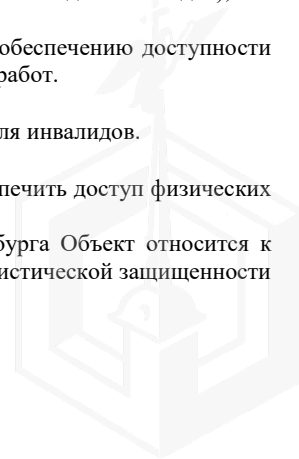 обеспечению доступности
работ.
ля инвалидов.
печить доступ физических
бурга Объект относится к
истической защищенности